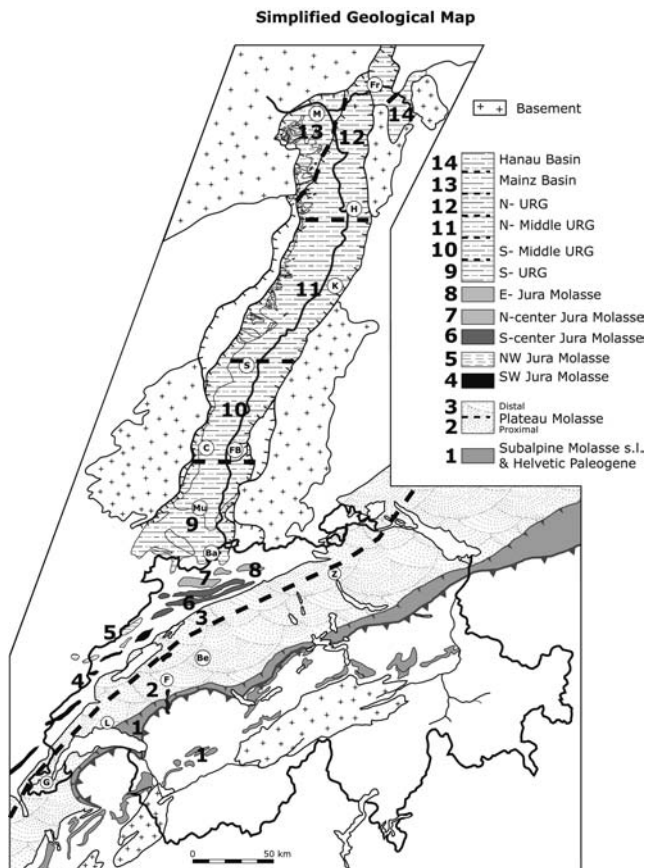 Simplified Geological Map
Basement
14 Hanau Basin
13 Mainz Basin
12 N- URG
11 N- Middle URG
10 S- Middle URG
9 S- URG
8 E- Jura Molasse
7 N-center Jura Molasse
6 S-center Jura Molasse
5 NW Jura Molasse
4 SW Jura Molasse
3 Distal
Plateau Molasse
2 Proximal
1 Subalpine Molasse s.l.
& Helvetic Paleogene
Fr
M
14
13
12
H
11
K
S
10
C
FB
Mu
9
Ba
8
7
Z
6
3
5
Be
4
F
2
L
1
1
G
0
50 km